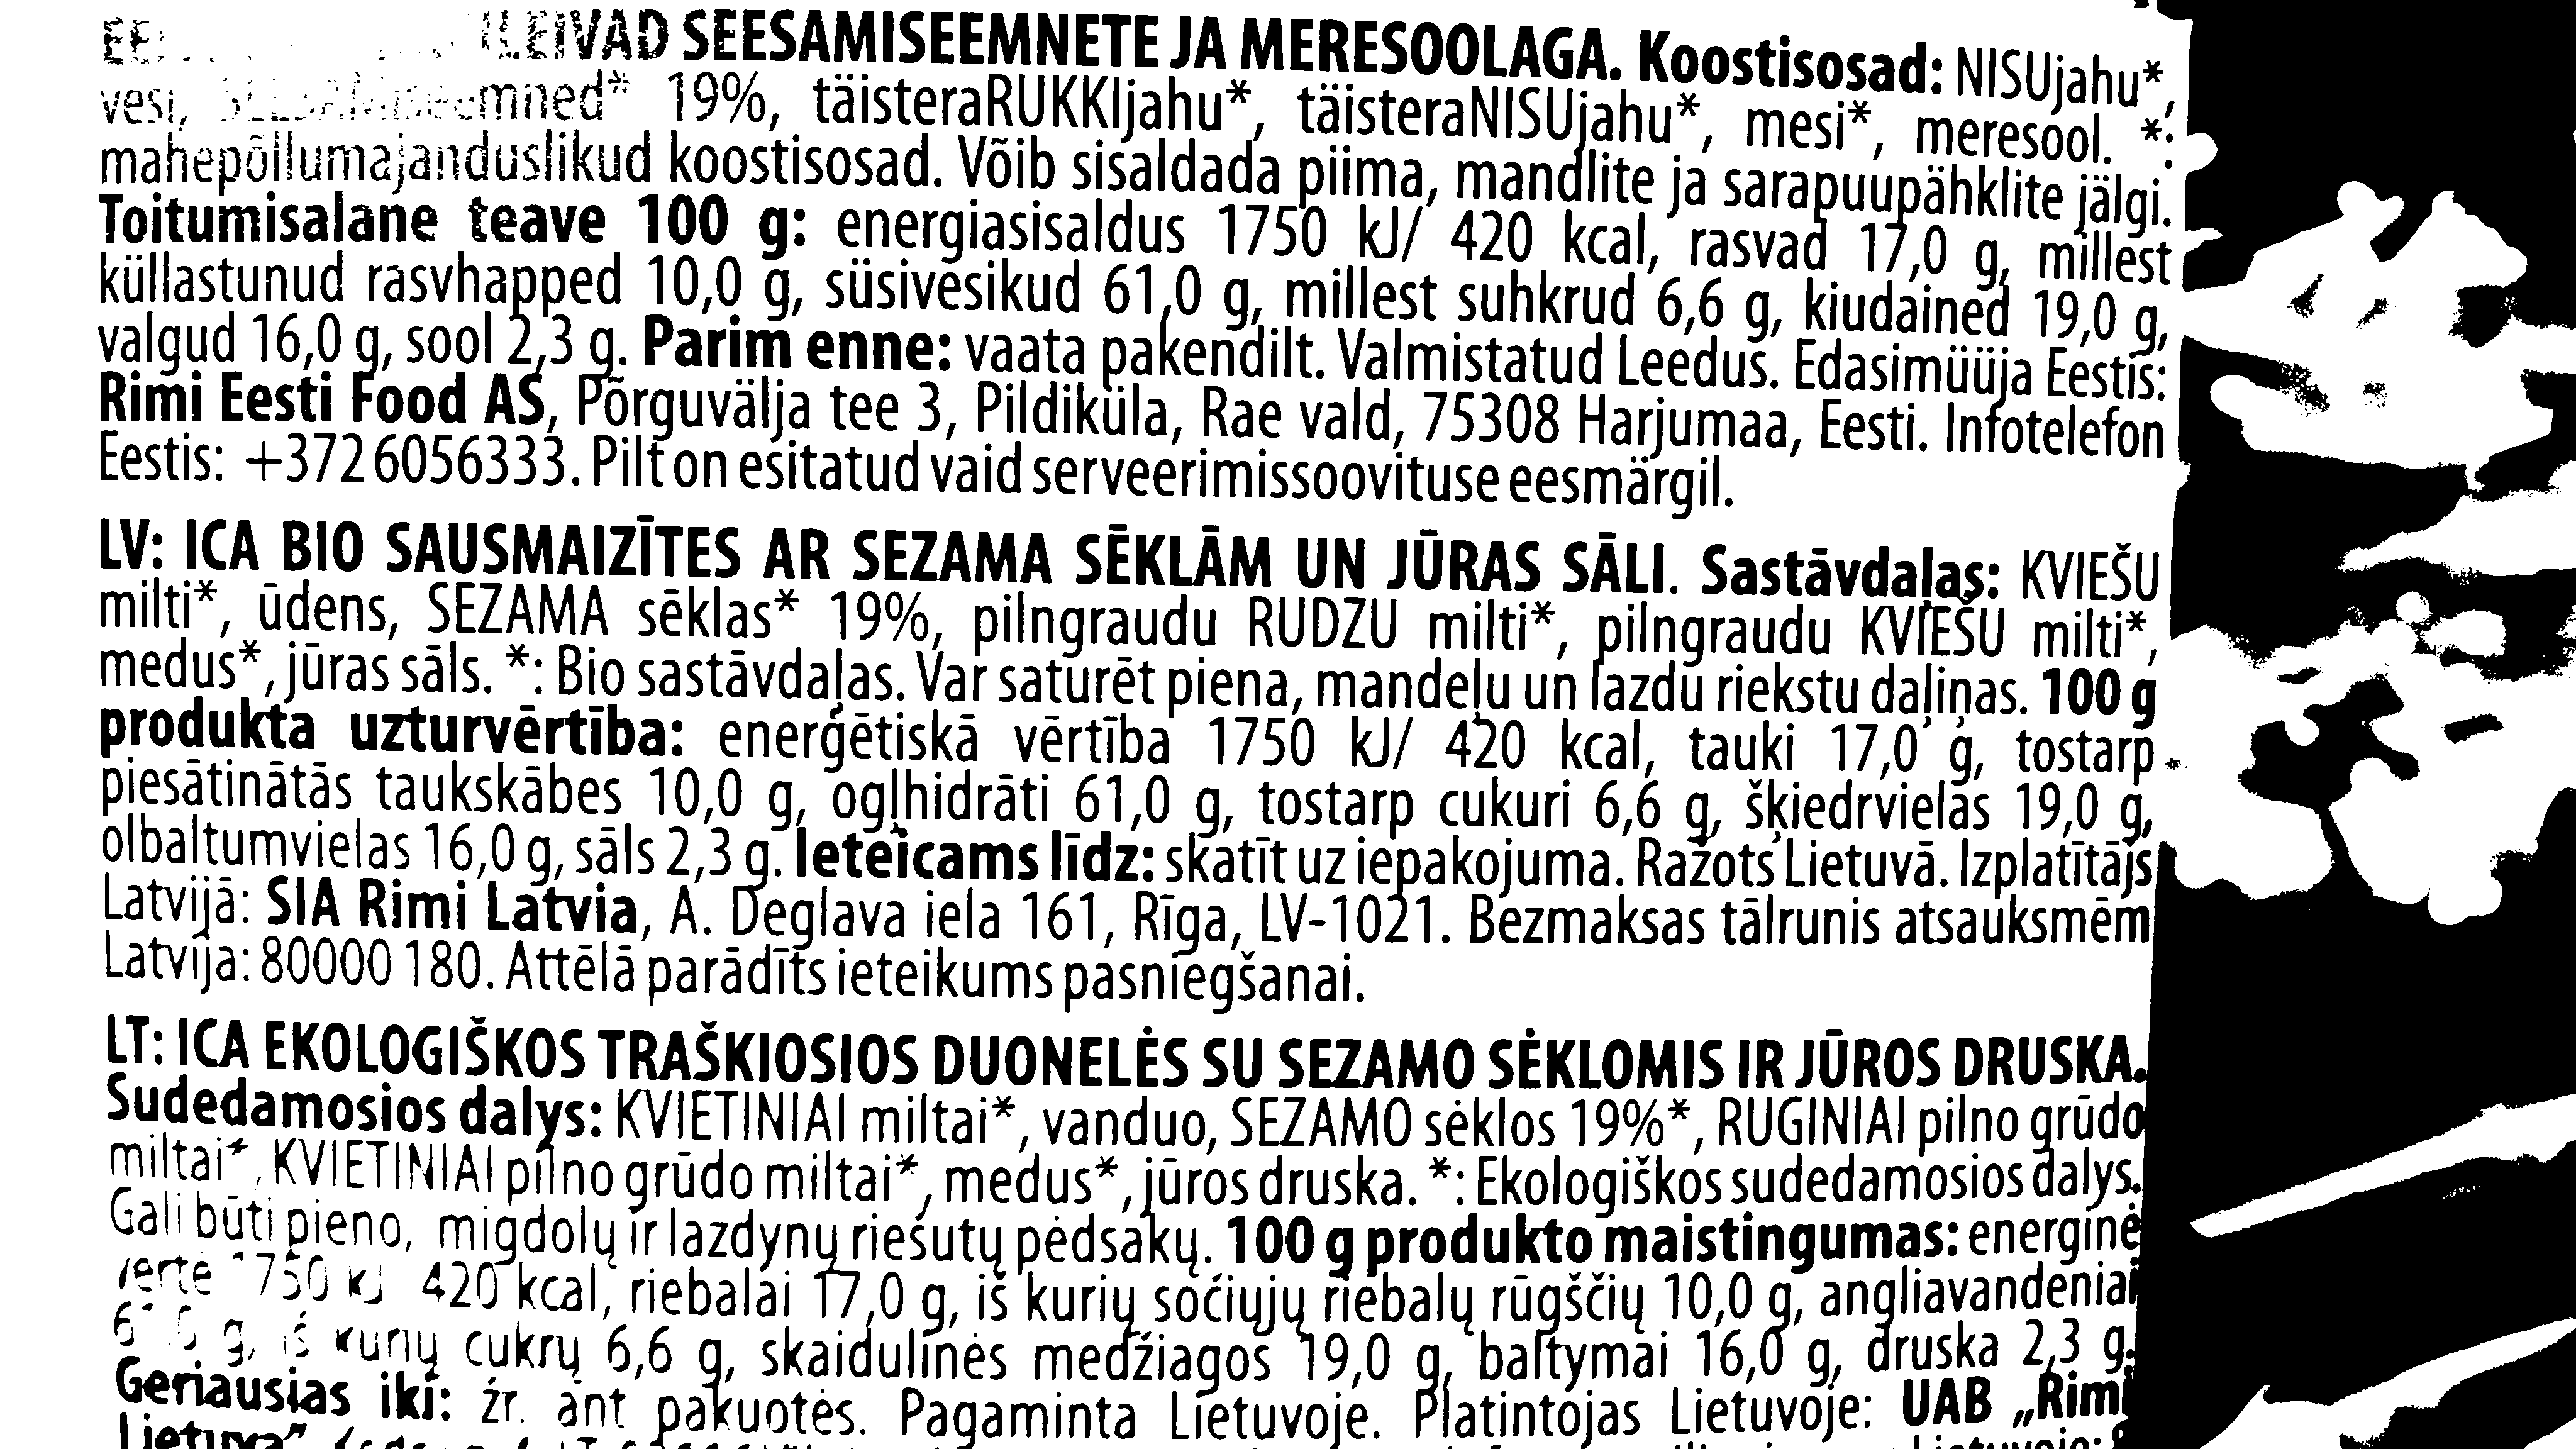 SEESAMISEEMNETE JA MERESOOLAGA. Koostisosad: NISUjahu*,
vesi, 19%, täisteraRUKKIjahu*, täisteraNISUjahu*, mesi*, meresool. *:
mahepõllumajanduslikud koostisosad. Võib sisaldada piima, mandlite ja sarapuupähklite jälgi.
Toitumisalane teave 100 g: energiasisaldus 1750 kJ/ 420 kcal, rasvad 17,0 g, millest
küllastunud rasvhapped 10,0 g, süsivesikud 61,0 g, millest suhkrud 6,6 g, kiudained 19,0 g,
valgud 16,0 g, sool 2,3 g. Parim enne: vaata pakendilt. Valmistatud Leedus. Edasimüüja Eestis:
Rimi Eesti Food AS, Põrguvälja tee 3, Pildiküla, Rae vald, 75308 Harjumaa, Eesti. Infotelefon
Eestis: +372 6056333. Pilt on esitatud vaid serveerimissoovituse eesmärgil.
LV: ICA BIO SAUSMAIZĪTES AR SEZAMA SĒKLĀM UN JŪRAS SĀLI. Sastāvdaļas: KVIEŠU
milti*, ūdens, SEZAMA sēklas* 19%, pilngraudu RUDZU milti*, pilngraudu KVIEŠU milti*,
medus*, jūras sāls. *: Bio sastāvdaļas. Var saturēt piena, mandeļu un lazdu riekstu daļiņas. 100 g
produkta uzturvērtība: enerģētiskā vērtība 1750 kJ/ 420 kcal, tauki 17,0 g, tostarp
piesātinātās taukskābes 10,0 g, ogļhidrāti 61,0 g, tostarp cukuri 6,6 g, šķiedrvielas 19,0 g,
olbaltumvielas 16,0 g, sāls 2,3 g. Ieteicams līdz: skatīt uz iepakojuma. Ražots Lietuvā. Izplatītājs
Latvijā: SIA Rimi Latvia, A. Deglava iela 161, Rīga, LV-1021. Bezmaksas tālrunis atsauksmēm
Latvijā: 80000 180. Attēlā parādīts ieteikums pasniegšanai.
LT: ICA EKOLOGIŠKOS TRAŠKIOSIOS DUONELĖS SU SEZAMO SĖKLOMIS IR JŪROS DRUSKA.
Sudedamosios dalys: KVIETINIAI miltai*, vanduo, SEZAMO sėklos 19%*, RUGINIAI pilno grūdo
miltai*, KVIETINIAI pilno grūdo miltai*, medus*, jūros druska. *: Ekologiškos sudedamosios dalys.
Gali būti pieno, migdolų ir lazdynų riešutų pėdsakų. 100 g produkto maistingumas: energinė
vertė 1750 kJ 420 kcal, riebalai 17,0 g, iš kurių sočiųjų riebalų rūgščių 10,0 g, angliavandeniai
g, iš kurių cukrų 6,6 g, skaidulinės medžiagos 19,0 g, baltymai 16,0 g, druska 2,3 g.
Geriausias iki: žr. ant pakuotės. Pagaminta Lietuvoje. Platintojas Lietuvoje: UAB „Rimi
Lietuva"